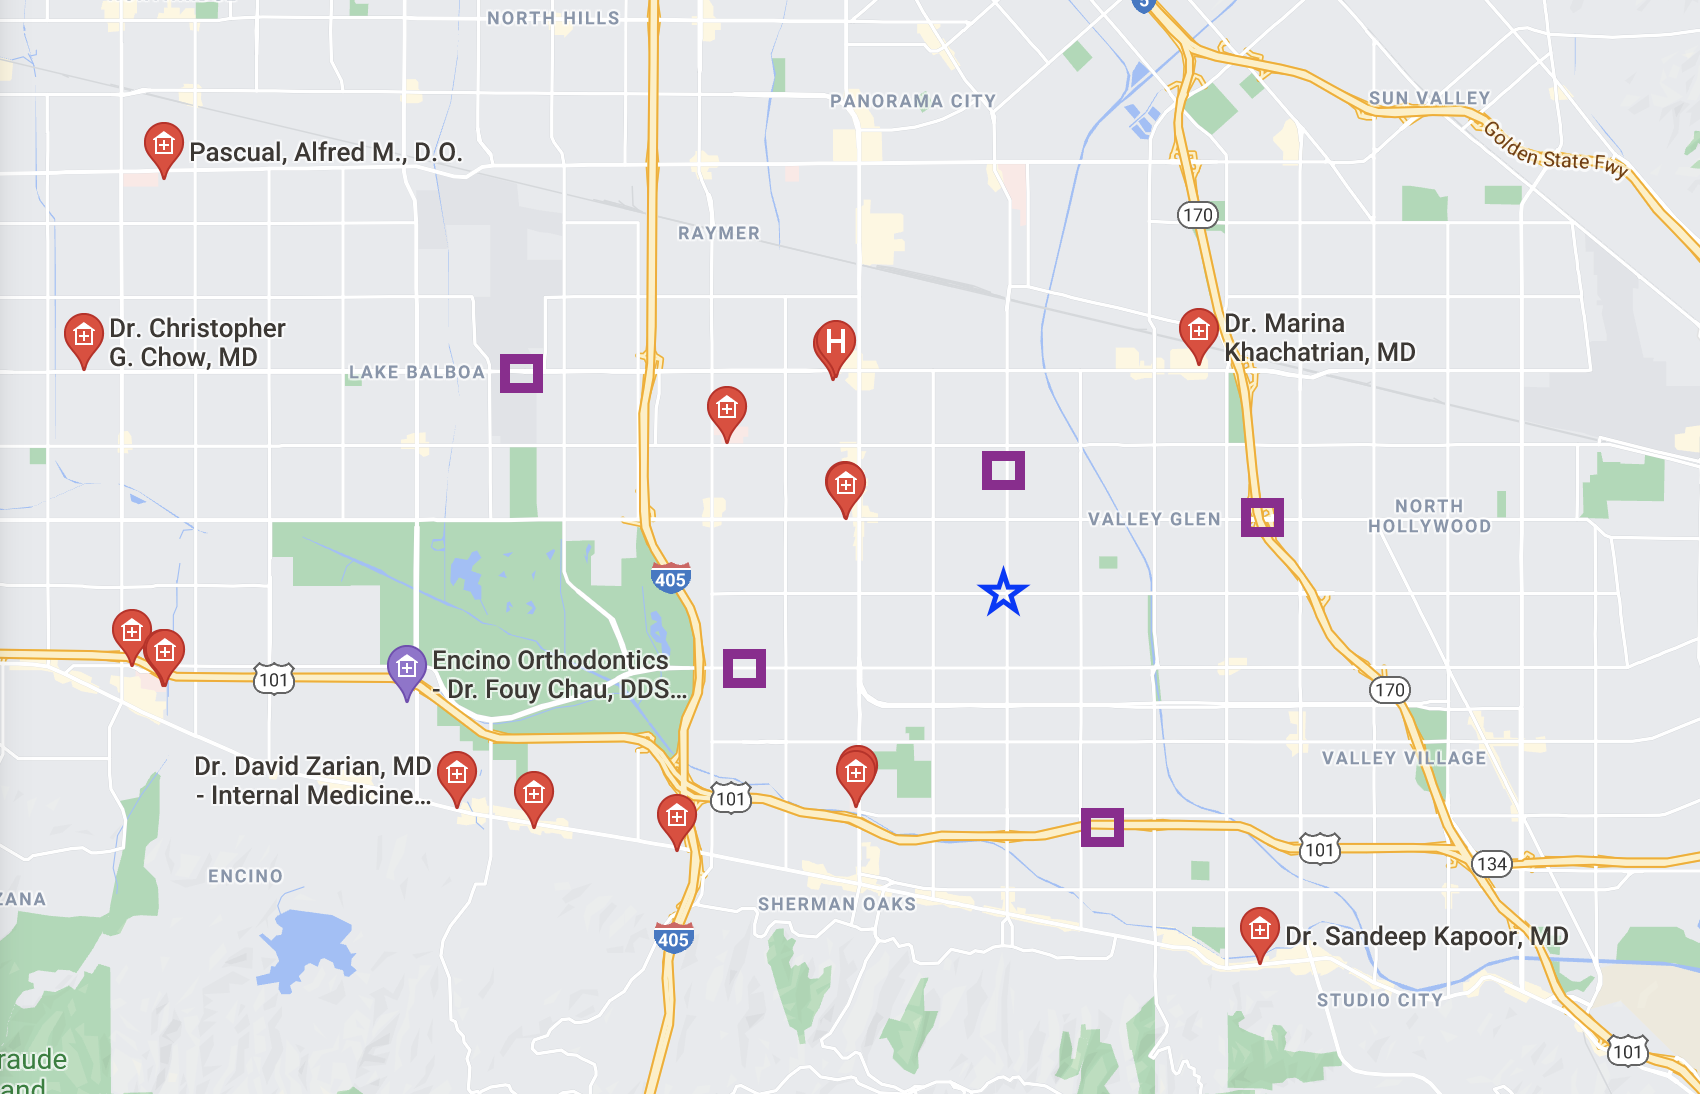 NORTH HILLS
5
PANORAMA CITY
SUN VALLEY
Golden State Fwy
Pascual, Alfred M., D.O.
170
RAYMER
Dr. Christopher
G. Chow, MD
LAKE BALBOA
H
Dr. Marina
Khachatrian, MD
VALLEY GLEN
NORTH
HOLLYWOOD
405
101
Encino Orthodontics
- Dr. Fouy Chau, DDS...
170
Dr. David Zarian, MD
- Internal Medicine...
101
VALLEY VILLAGE
101
134
ENCINO
ZANA
SHERMAN OAKS
405
Dr. Sandeep Kapoor, MD
STUDIO CITY
raude
and
101